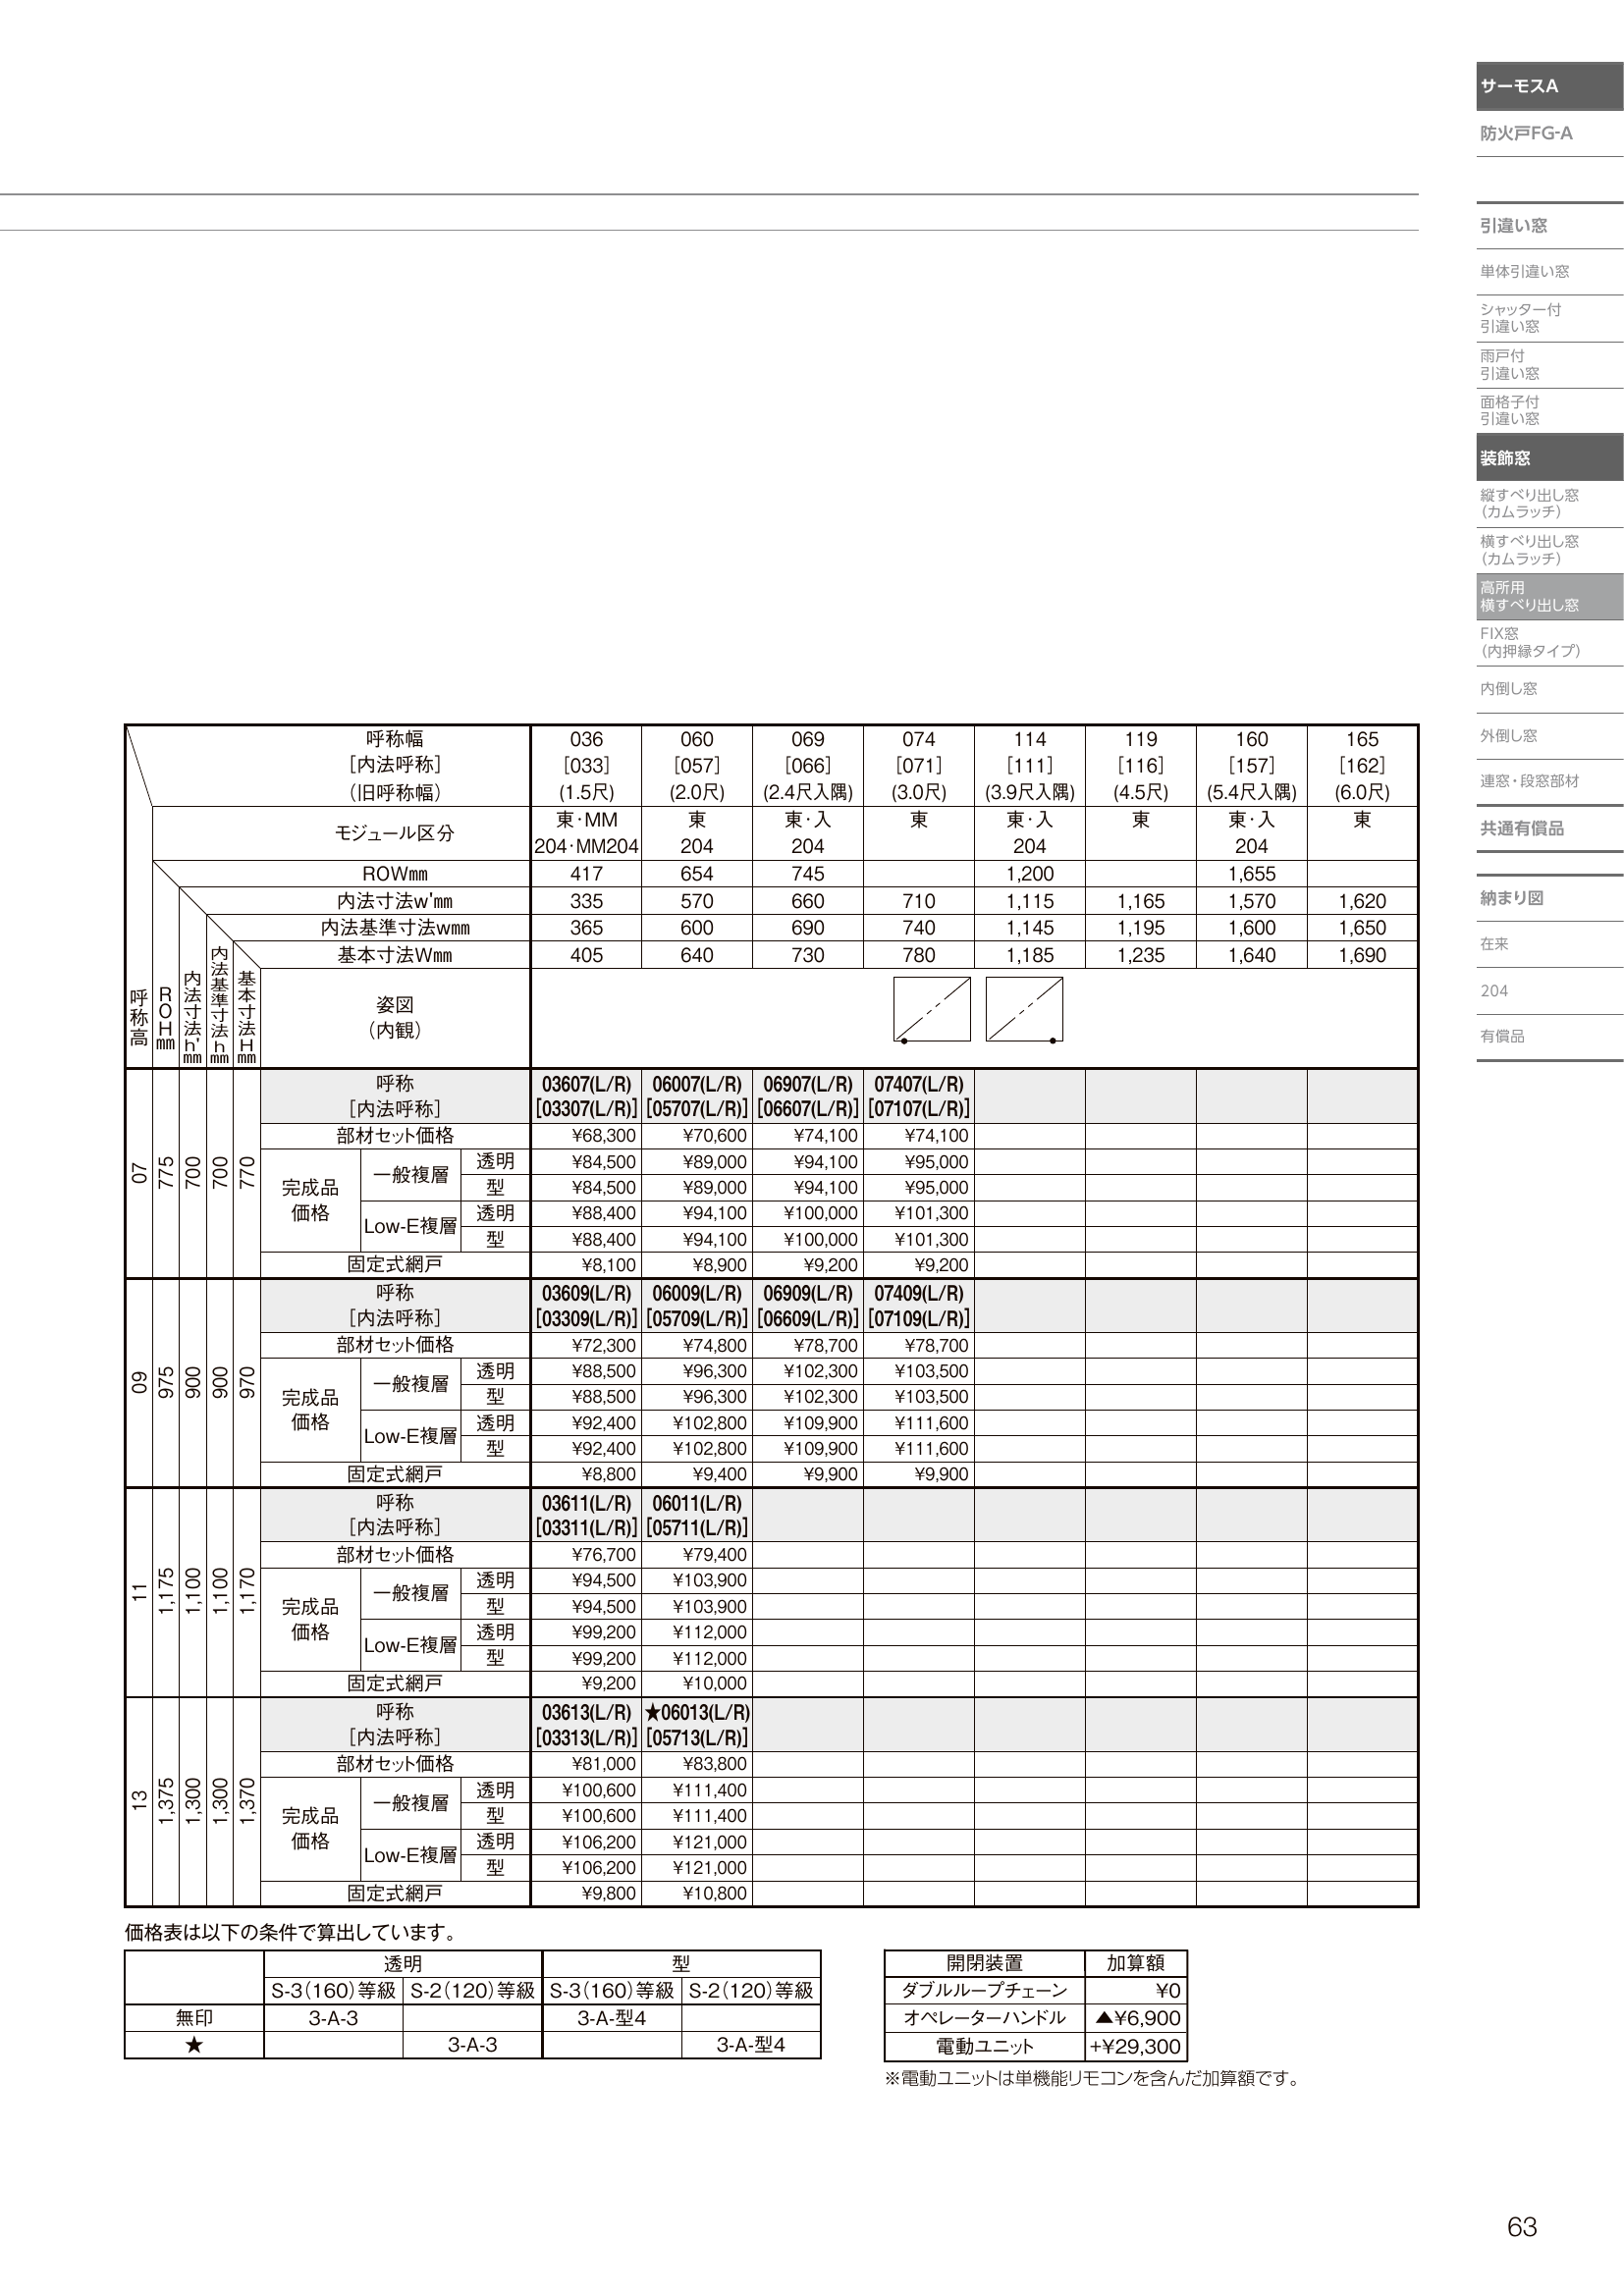 サーモスA
防火戸FG-A
引違い窓
単体引違い窓
シャッター付
引違い窓
雨戸付
引違い窓
面格子付
引違い窓
装飾窓
縦すべり出し窓
（カムラッチ）
横すべり出し窓
（カムラッチ）
高所用
横すべり出し窓
FIX窓
（内押縁タイプ）
内倒し窓
外倒し窓
連窓・段窓部材
共通有償品
納まり図
在来
204
有償品
呼称幅 036 060 069 074 114 119 160 165
［内法呼称］ [033] [057] [066] [071] [111] [116] [157] [162]
（旧呼称幅） (1.5尺) (2.0尺) (2.4尺入隅) (3.0尺) (3.9尺入隅) (4.5尺) (5.4尺入隅) (6.0尺)
モジュール区分 東・MM 東 東・入 東 東・入 東 東・入 東
204・MM204 204 204 204 204
ROWmm 417 654 745 1,200 1,655
内法寸法w'mm 335 570 660 710 1,115 1,165 1,570 1,620
内法基準寸法wmm 365 600 690 740 1,145 1,195 1,600 1,650
基本寸法Wmm 405 640 730 780 1,185 1,235 1,640 1,690
呼称高 ROHmm 内法寸法h'mm 内法基準寸法hmm 基本寸法Hmm
姿図
（内観）
07 775 700 700 770
呼称 03607(L/R) 06007(L/R) 06907(L/R) 07407(L/R)
［内法呼称］ [03307(L/R)] [05707(L/R)] [06607(L/R)] [07107(L/R)]
部材セット価格 ¥68,300 ¥70,600 ¥74,100 ¥74,100
完成品価格 一般複層 透明 ¥84,500 ¥89,000 ¥94,100 ¥95,000
型 ¥84,500 ¥89,000 ¥94,100 ¥95,000
Low-E複層 透明 ¥88,400 ¥94,100 ¥100,000 ¥101,300
型 ¥88,400 ¥94,100 ¥100,000 ¥101,300
固定式網戸 ¥8,100 ¥8,900 ¥9,200 ¥9,200
09 975 900 900 970
呼称 03609(L/R) 06009(L/R) 06909(L/R) 07409(L/R)
［内法呼称］ [03309(L/R)] [05709(L/R)] [06609(L/R)] [07109(L/R)]
部材セット価格 ¥72,300 ¥74,800 ¥78,700 ¥78,700
完成品価格 一般複層 透明 ¥88,500 ¥96,300 ¥102,300 ¥103,500
型 ¥88,500 ¥96,300 ¥102,300 ¥103,500
Low-E複層 透明 ¥92,400 ¥102,800 ¥109,900 ¥111,600
型 ¥92,400 ¥102,800 ¥109,900 ¥111,600
固定式網戸 ¥8,800 ¥9,400 ¥9,900 ¥9,900
11 1,175 1,100 1,100 1,170
呼称 03611(L/R) 06011(L/R)
［内法呼称］ [03311(L/R)] [05711(L/R)]
部材セット価格 ¥76,700 ¥79,400
完成品価格 一般複層 透明 ¥94,500 ¥103,900
型 ¥94,500 ¥103,900
Low-E複層 透明 ¥99,200 ¥112,000
型 ¥99,200 ¥112,000
固定式網戸 ¥9,200 ¥10,000
13 1,375 1,300 1,300 1,370
呼称 03613(L/R) ★06013(L/R)
［内法呼称］ [03313(L/R)] [05713(L/R)]
部材セット価格 ¥81,000 ¥83,800
完成品価格 一般複層 透明 ¥100,600 ¥111,400
型 ¥100,600 ¥111,400
Low-E複層 透明 ¥106,200 ¥121,000
型 ¥106,200 ¥121,000
固定式網戸 ¥9,800 ¥10,800
価格表は以下の条件で算出しています。
透明 型
S-3（160）等級 S-2（120）等級 S-3（160）等級 S-2（120）等級
無印 3-A-3 3-A-型4
★ 3-A-3 3-A-型4
開閉装置 加算額
ダブルループチェーン ¥0
オペレーターハンドル ▲¥6,900
電動ユニット +¥29,300
※電動ユニットは単機能リモコンを含んだ加算額です。
63